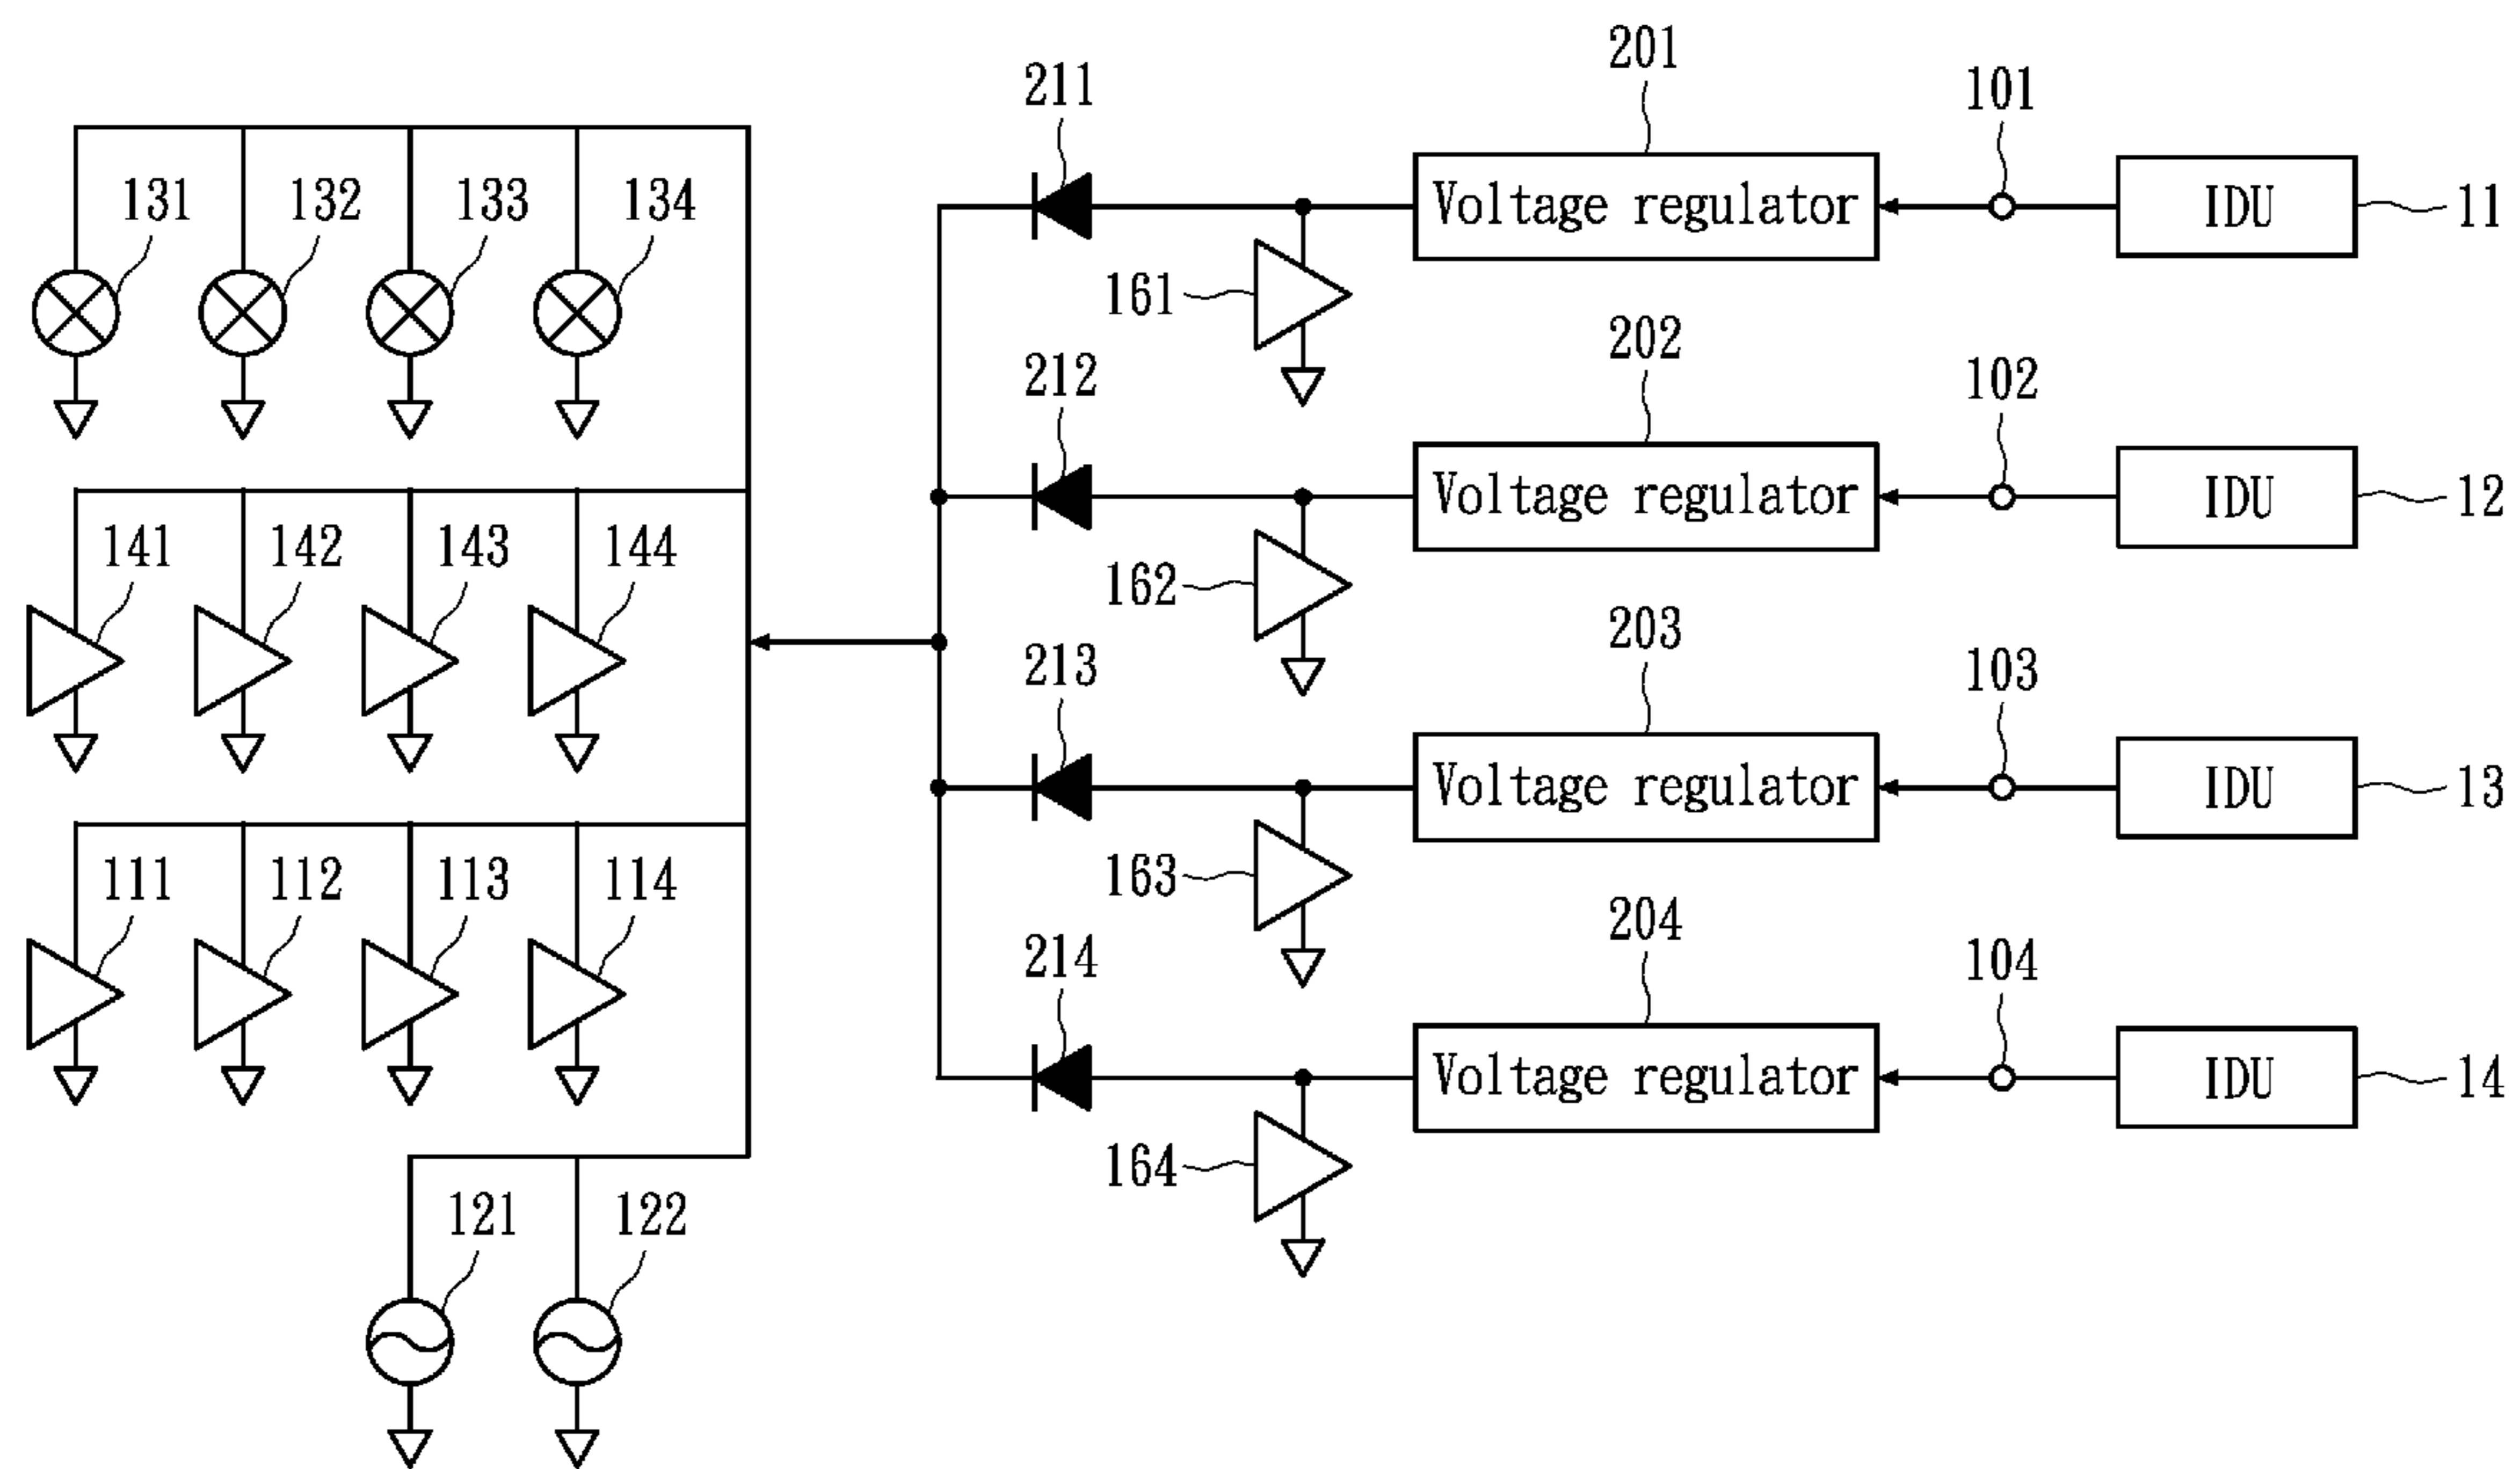 201
211
101
131 132 133 134
Voltage regulator
IDU
11
161
202
212
102
Voltage regulator
IDU
12
141 142 143 144
162
203
213
103
Voltage regulator
IDU
13
111 112 113 114
163
204
214
104
Voltage regulator
IDU
14
164
121 122